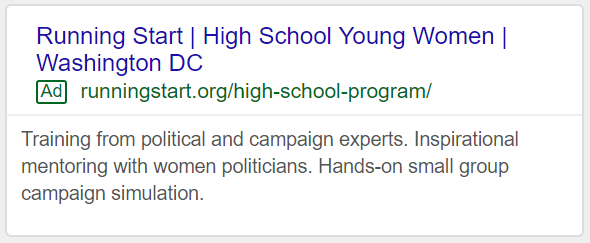 Running Start | High School Young Women |
Washington DC
Ad runningstart.org/high-school-program/
Training from political and campaign experts. Inspirational
mentoring with women politicians. Hands-on small group
campaign simulation.